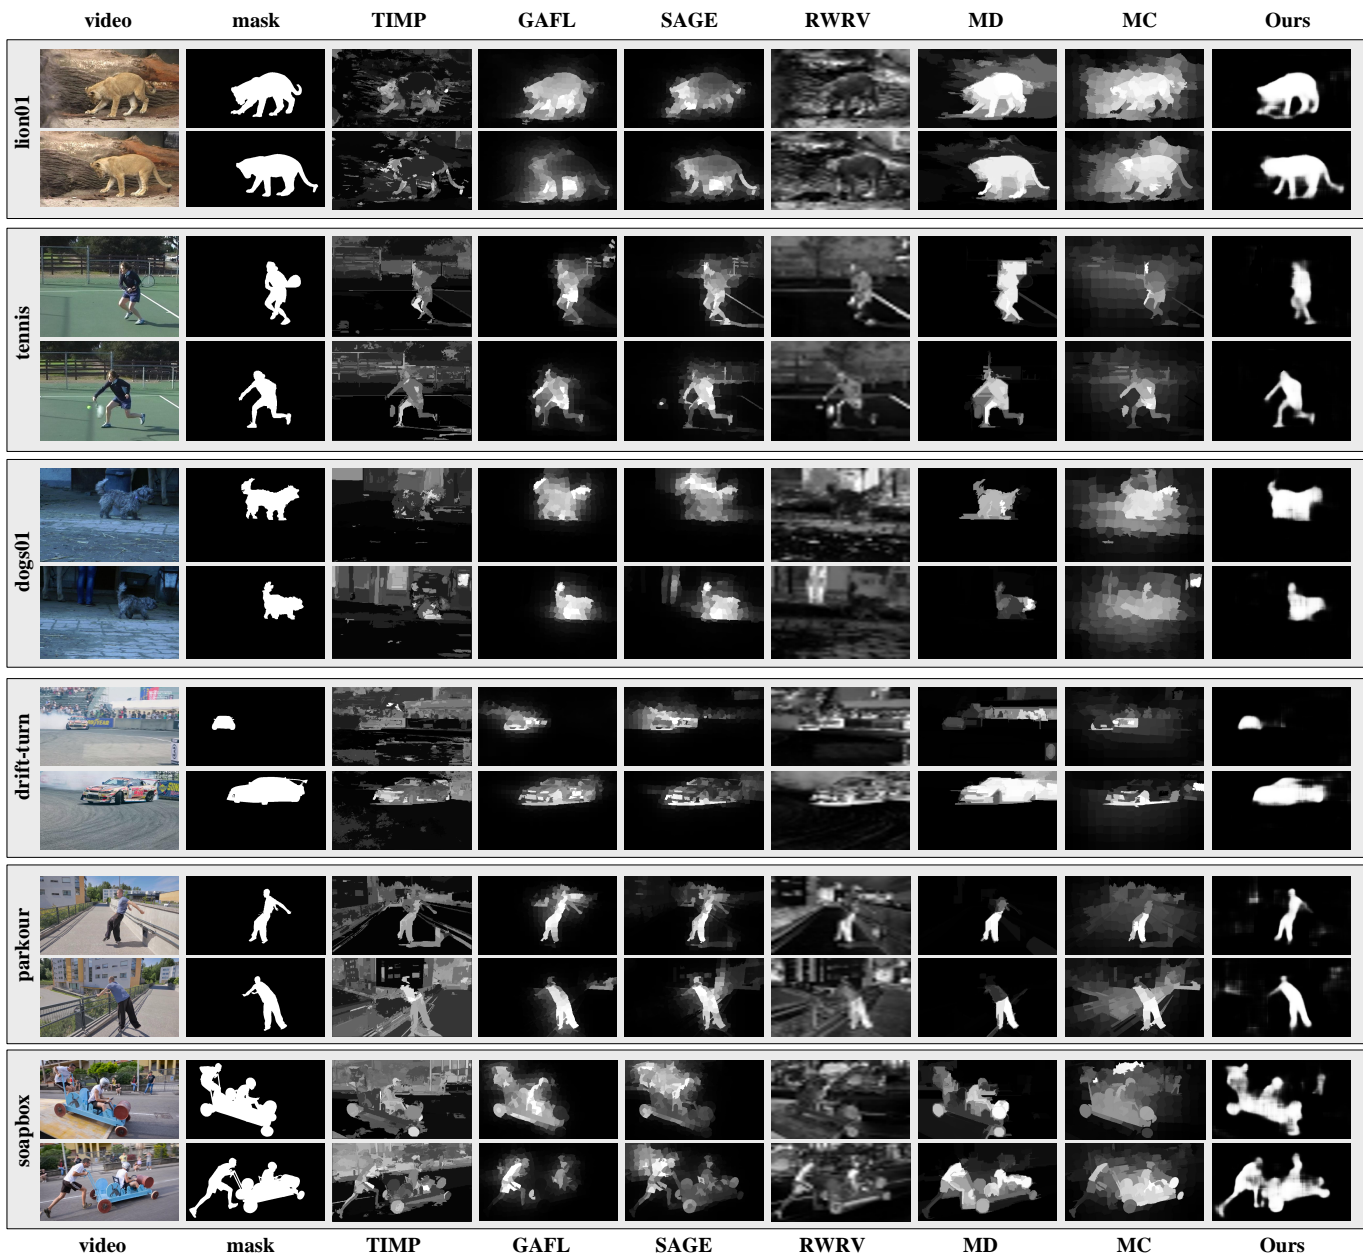 video mask TIMP GAFL SAGE RWRV MD MC Ours
lion01
tennis
dogs01
drift-turn
parkour
soapbox
video mask TIMP GAFL SAGE RWRV MD MC Ours